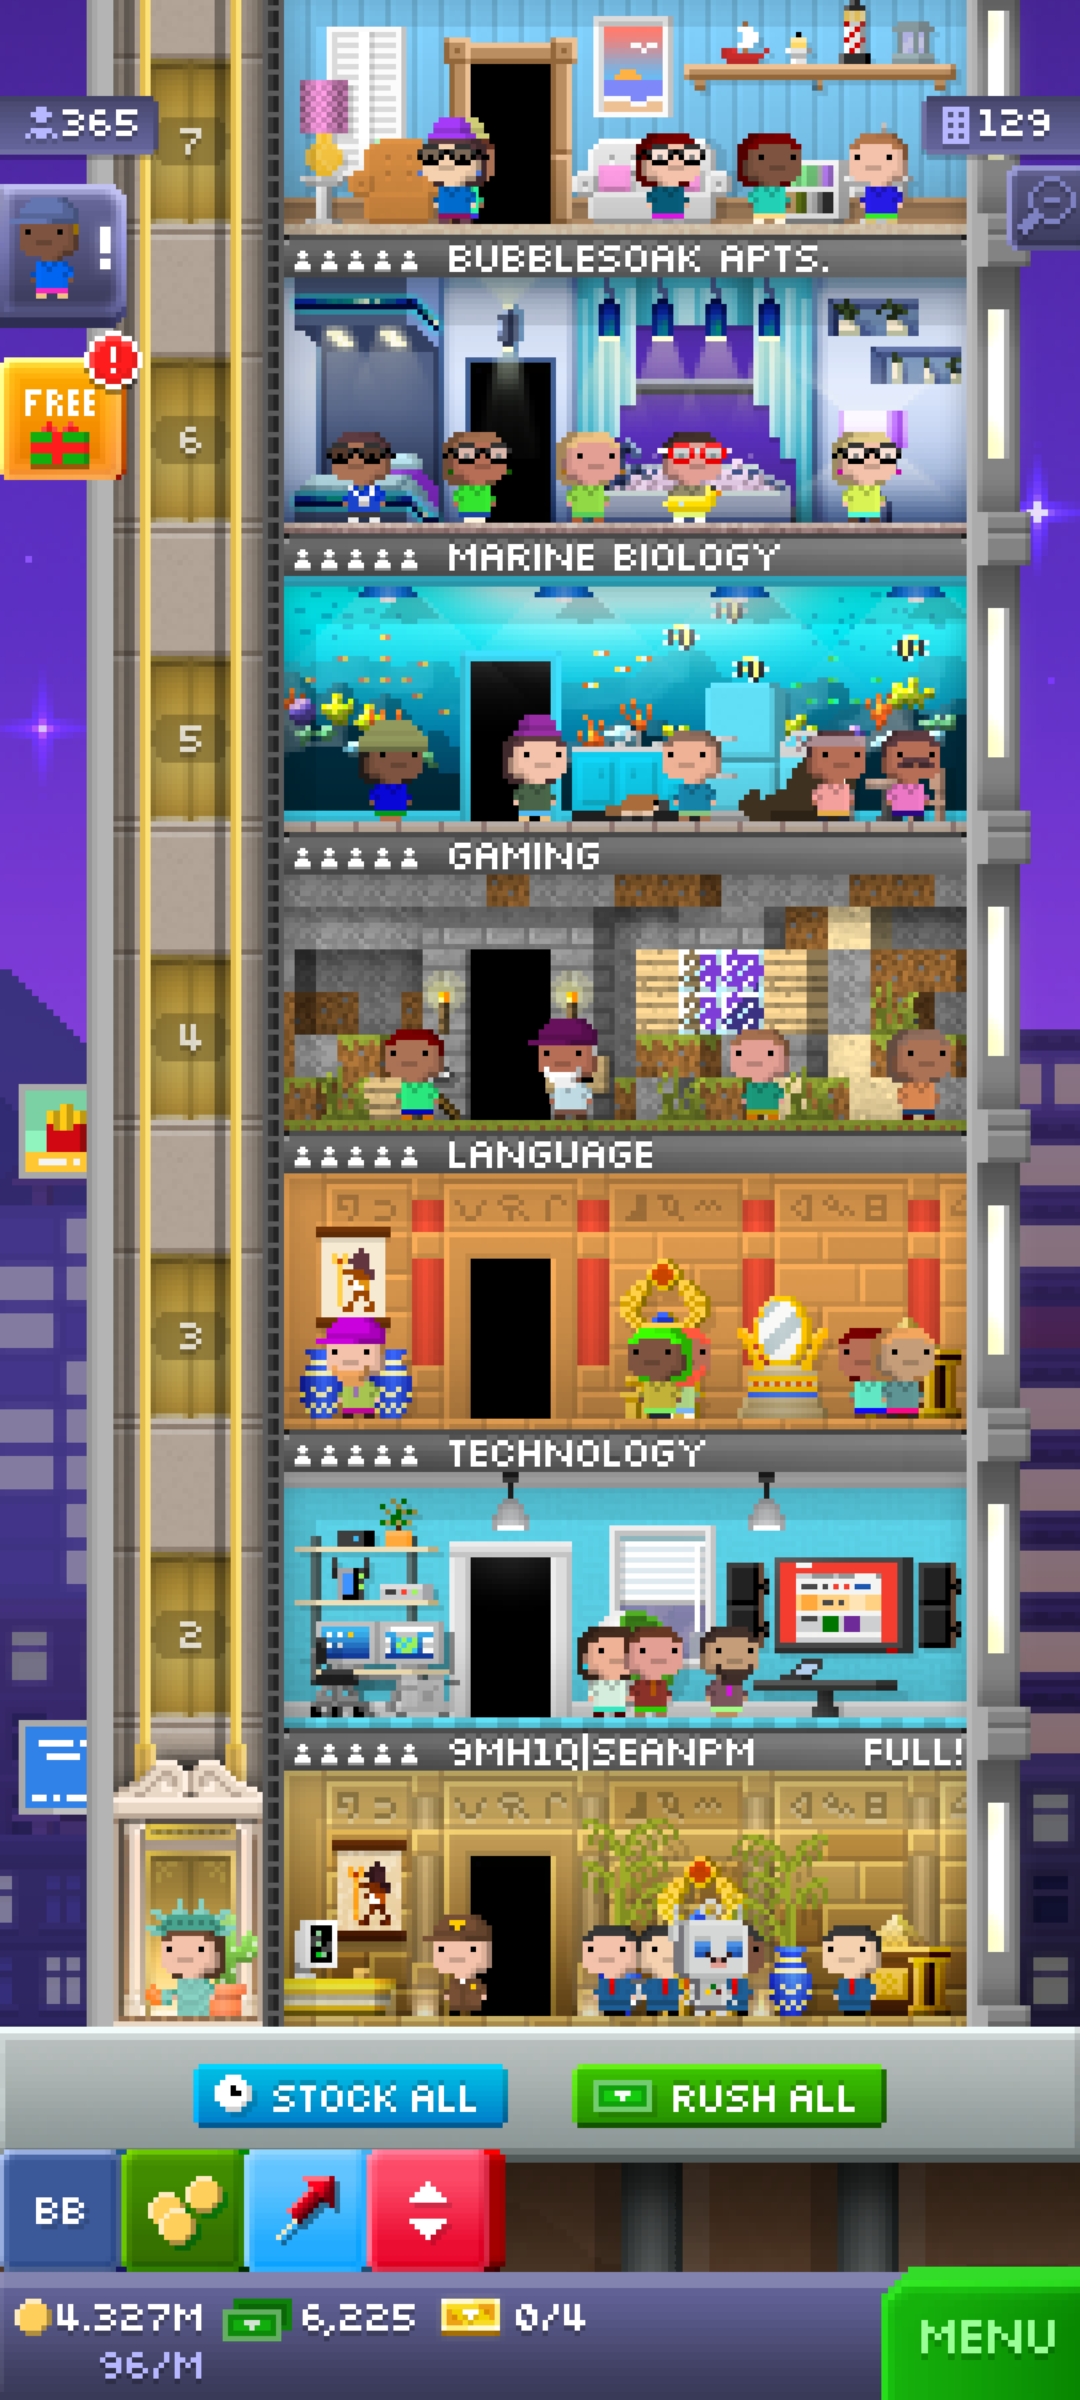 7
365
129
!
BUBBLESOAK APTS.
!
FREE
6
MARINE BIOLOGY
5
GAMING
4
LANGUAGE
3
TECHNOLOGY
2
9MH1Q|SEANPM FULL!
STOCK ALL
RUSH ALL
BB
4.327M 6,225 0/4
96/M
MENU